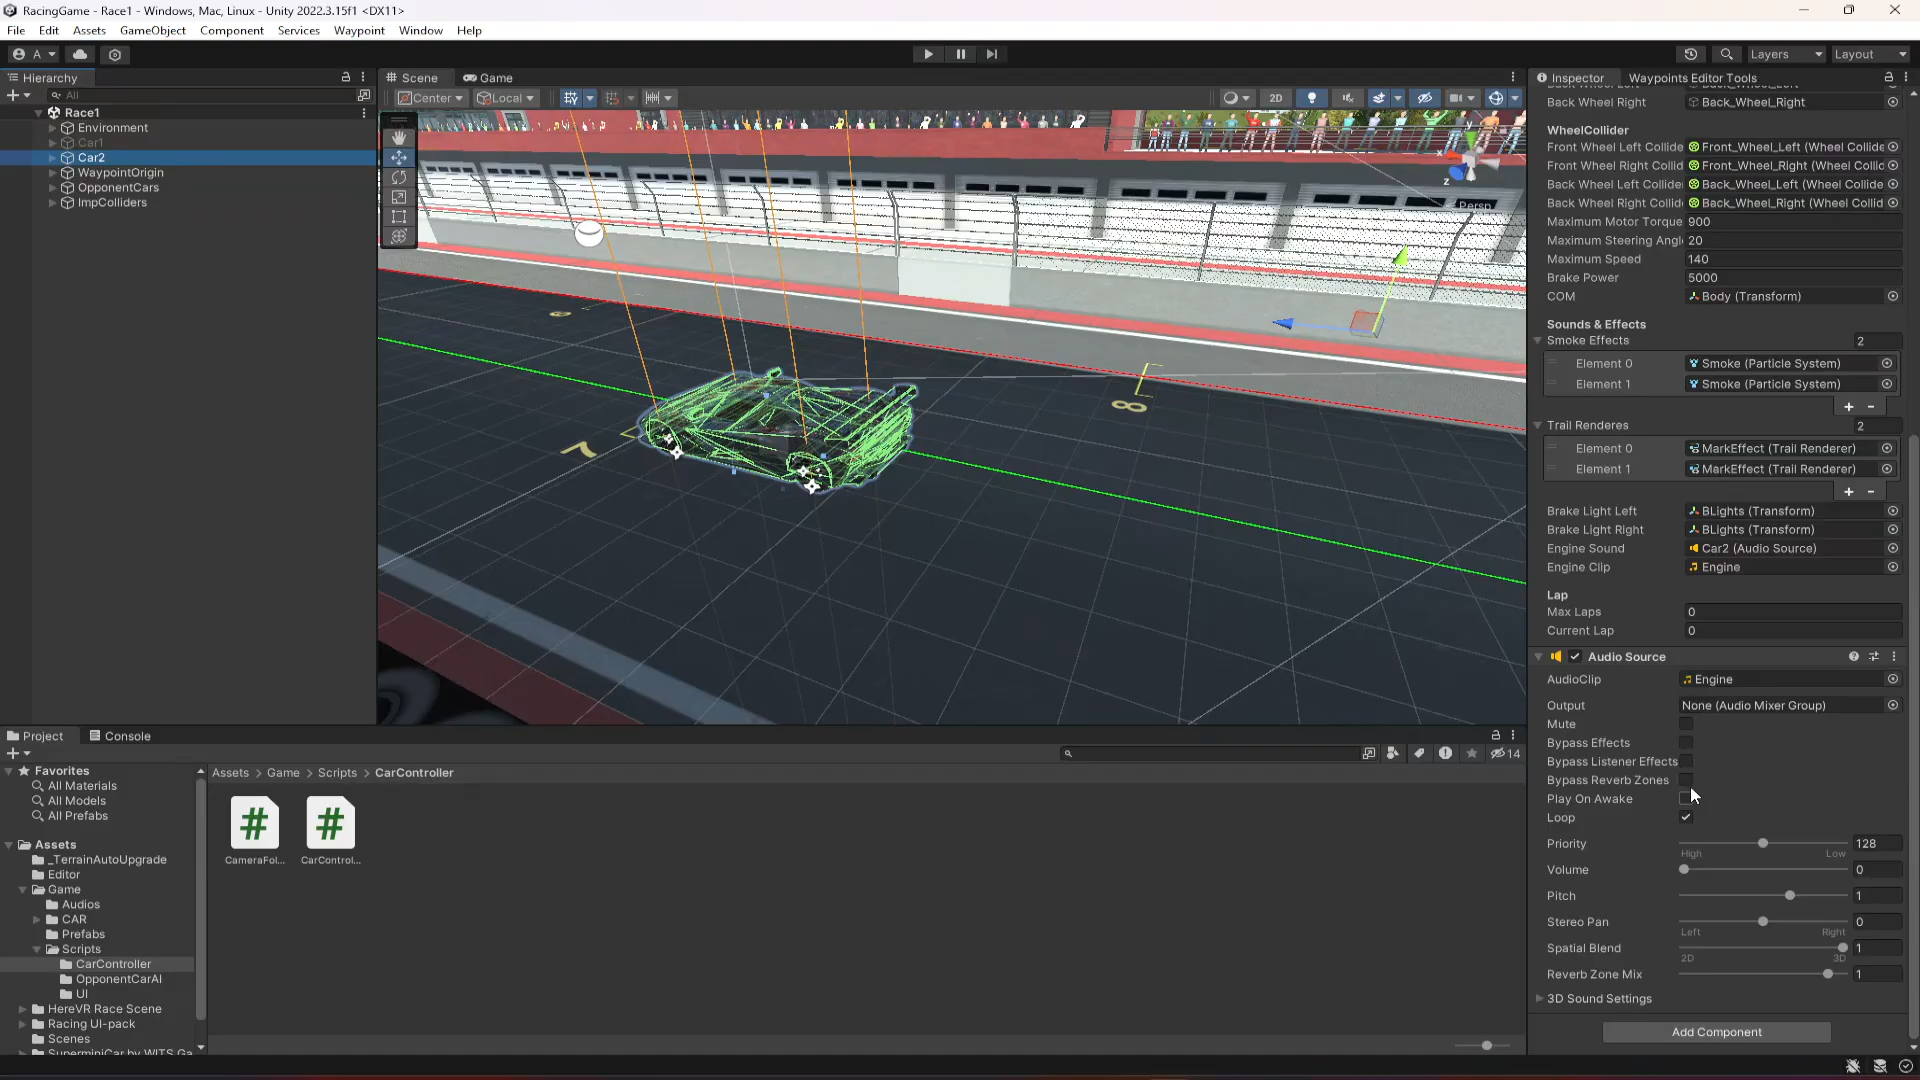 RacingGame - Race1 - Windows, Mac, Linux - Unity 2022.3.15f1 <DX11>
File Edit Assets GameObject Component Services Waypoint Window Help
A
Layers
Layout
Hierarchy
All
Race1
Environment
Car1
Car2
WaypointOrigin
OpponentCars
ImpColliders
Scene
Game
Center
Local
2D
Persp
z
7
8
Inspector
Waypoints Editor Tools
Back Wheel Left Back_Wheel_Left
Back Wheel Right Back_Wheel_Right
WheelCollider
Front Wheel Left Collide Front_Wheel_Left (Wheel Collide
Front Wheel Right Collid Front_Wheel_Right (Wheel Collic
Back Wheel Left Collide Back_Wheel_Left (Wheel Collide
Back Wheel Right Collid Back_Wheel_Right (Wheel Collid
Maximum Motor Torque 900
Maximum Steering Angl 20
Maximum Speed 140
Brake Power 5000
COM Body (Transform)
Sounds & Effects
Smoke Effects 2
Element 0 Smoke (Particle System)
Element 1 Smoke (Particle System)
+ -
Trail Renderes 2
Element 0 MarkEffect (Trail Renderer)
Element 1 MarkEffect (Trail Renderer)
+ -
Brake Light Left BLights (Transform)
Brake Light Right BLights (Transform)
Engine Sound Car2 (Audio Source)
Engine Clip Engine
Lap
Max Laps 0
Current Lap 0
Audio Source
AudioClip Engine
Output None (Audio Mixer Group)
Mute
Bypass Effects
Bypass Listener Effects
Bypass Reverb Zones
Play On Awake
Loop
Priority 128
High Low
Volume 0
Pitch 1
Stereo Pan 0
Left Right
Spatial Blend 1
2D 3D
Reverb Zone Mix 1
3D Sound Settings
Add Component
Project
Console
14
Favorites
All Materials
All Models
All Prefabs
Assets
_TerrainAutoUpgrade
Editor
Game
Audios
CAR
Prefabs
Scripts
CarController
OpponentCarAI
UI
HereVR Race Scene
Racing UI-pack
Scenes
SuperminiCar by WITS Ga
Assets > Game > Scripts > CarController
CameraFol...
CarControl...